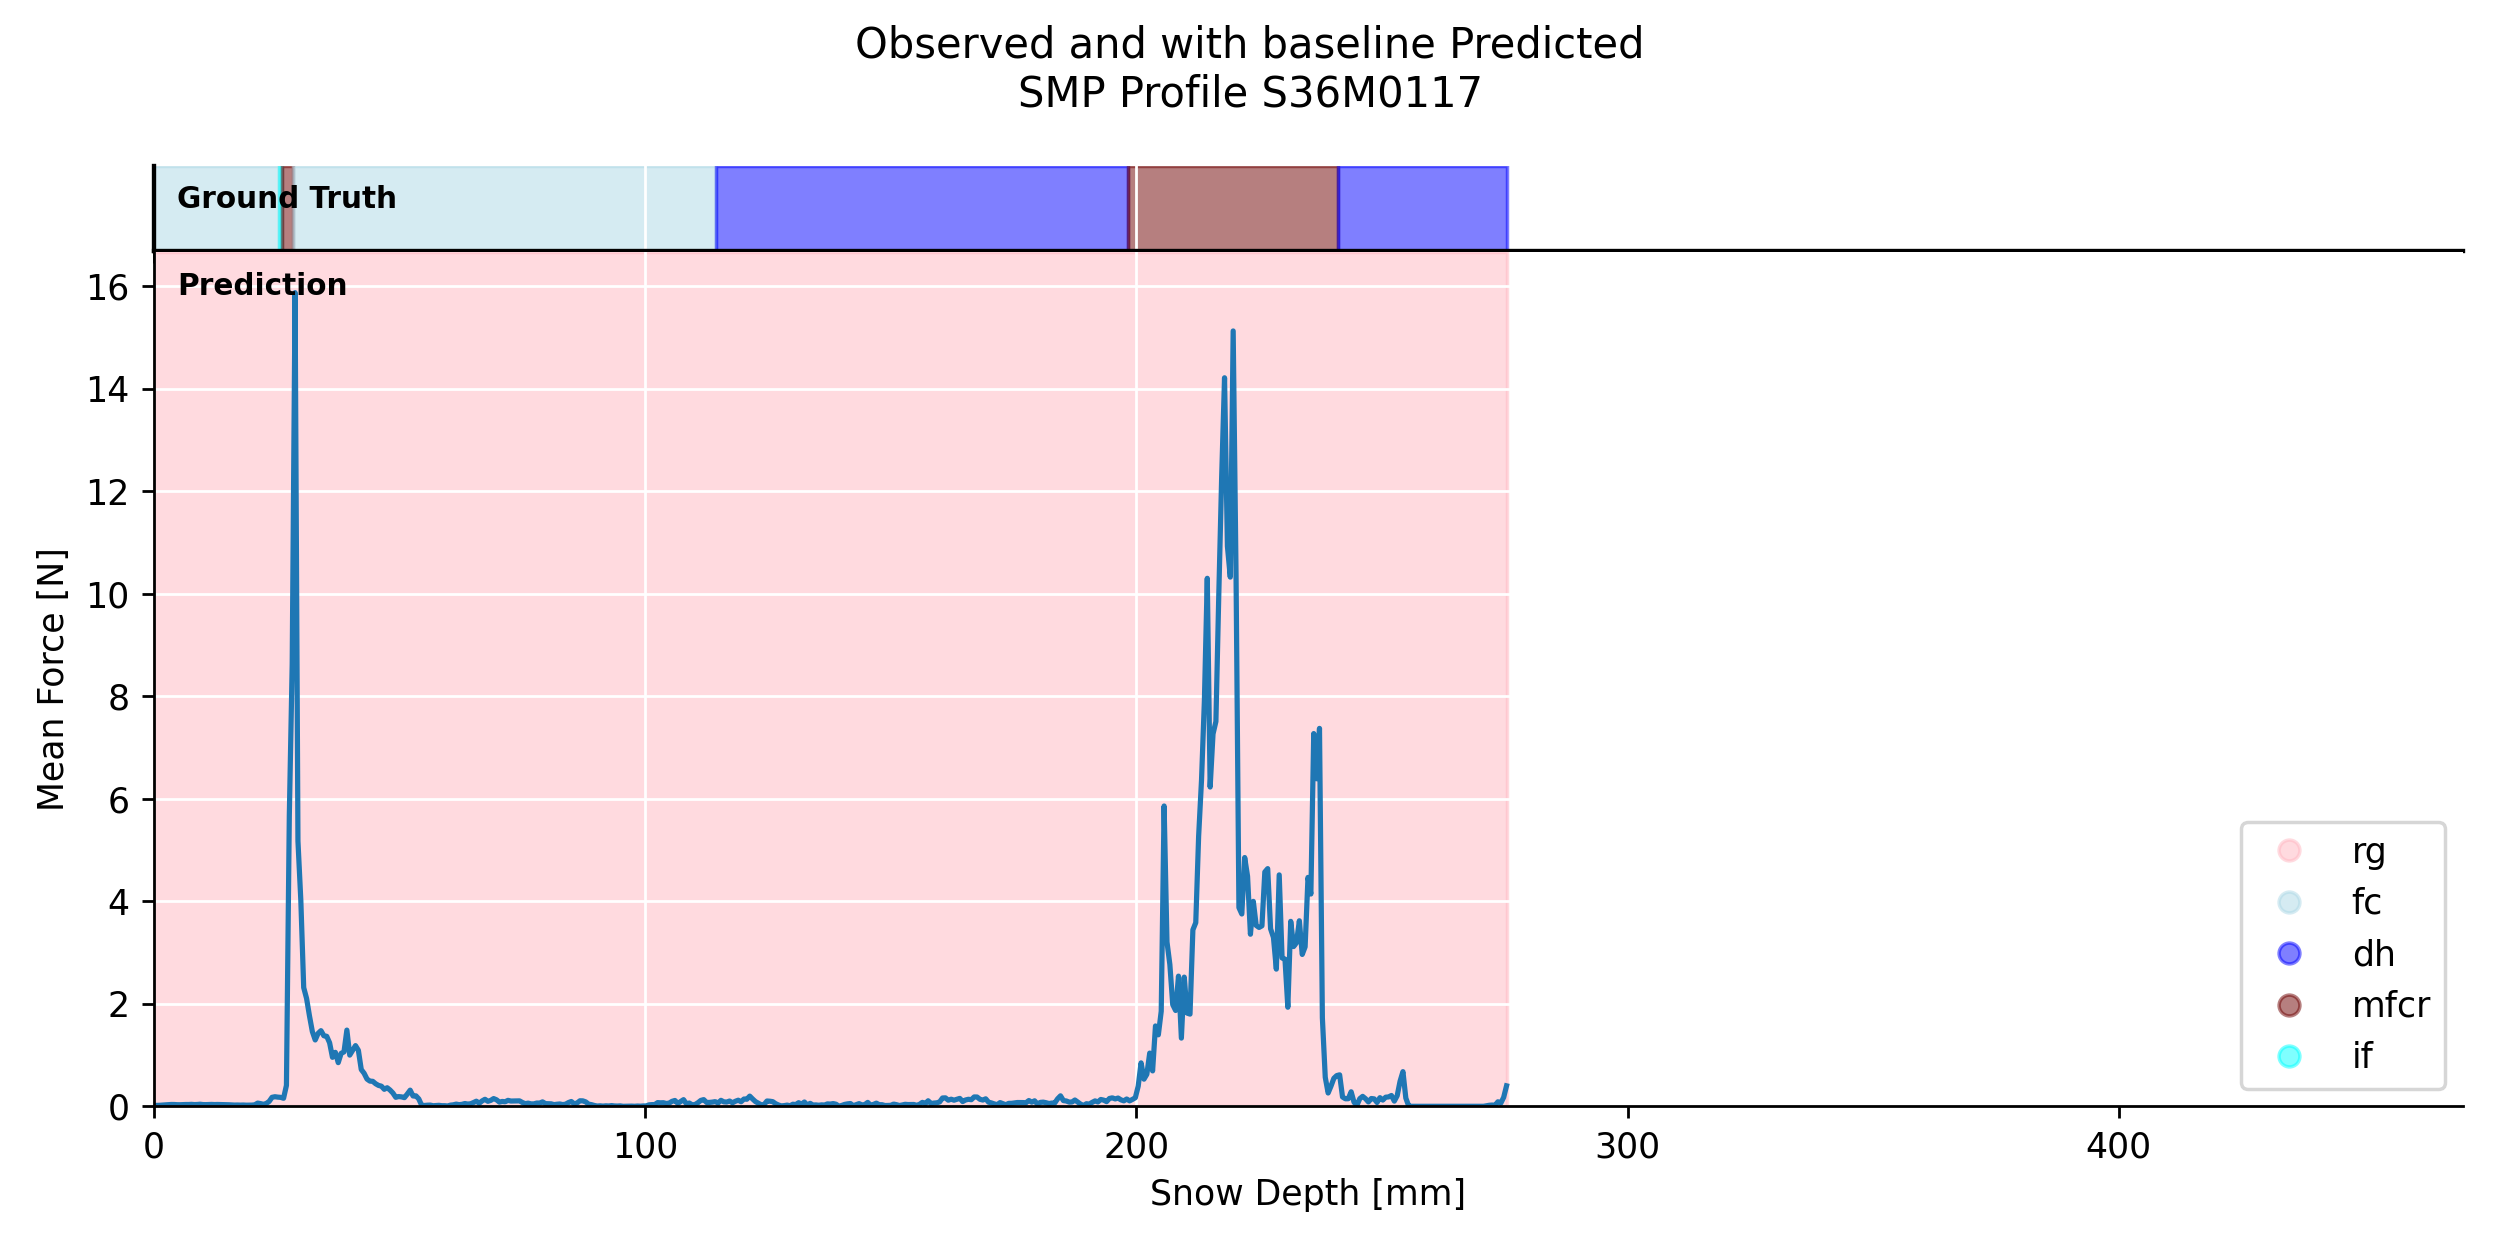 Observed and with baseline Predicted
SMP Profile S36M0117
Ground Truth
Prediction
16
14
12
10
8
6
4
2
0
Mean Force [N]
rg
fc
dh
mfcr
if
0
100
200
300
400
Snow Depth [mm]